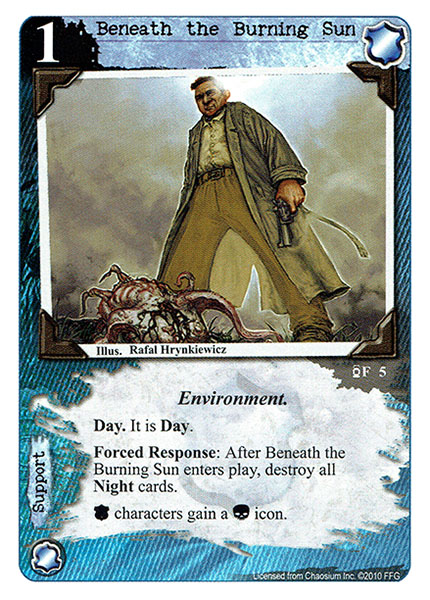 1
Beneath the Burning Sun
Illus. Rafal Hrynkiewicz
F 5
Environment.
Day. It is Day.
Forced Response: After Beneath the
Burning Sun enters play, destroy all
Night cards.
characters gain a icon.
Support
Licensed from Chaosium Inc. ©2010 FFG